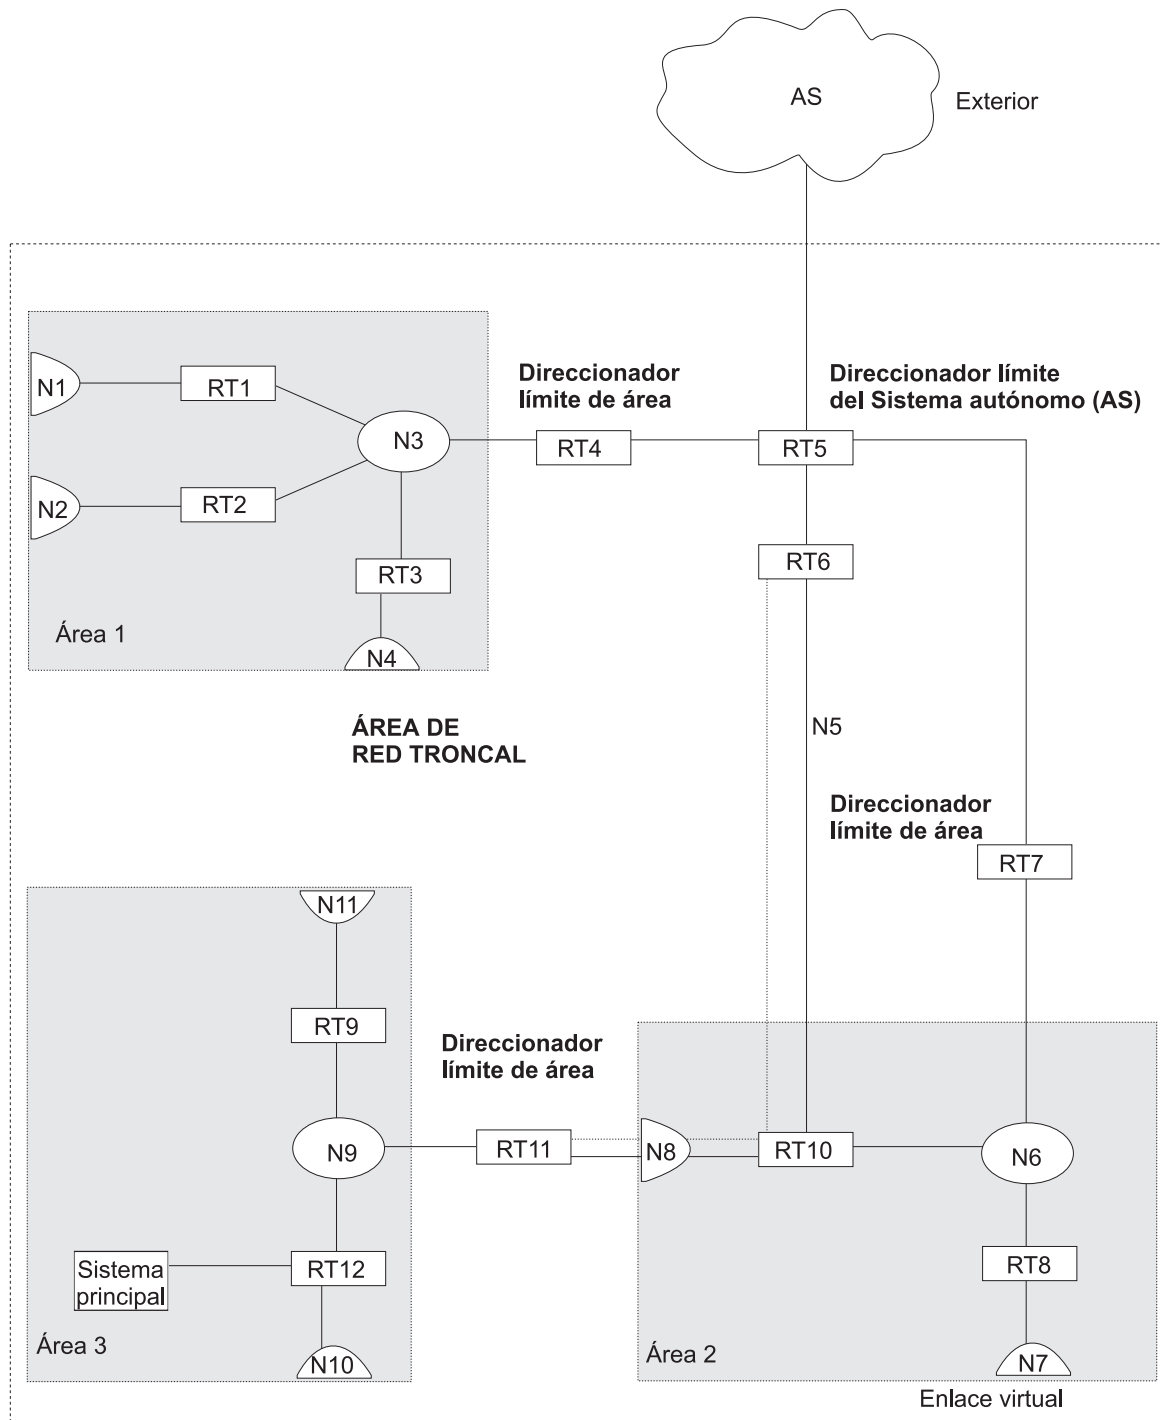 AS
Exterior
N1
RT1
Direccionador
límite de área
Direccionador límite
del Sistema autónomo (AS)
N3
RT4
RT5
N2
RT2
RT6
RT3
Área 1
N4
ÁREA DE
RED TRONCAL
N5
Direccionador
límite de área
RT7
N11
RT9
Direccionador
límite de área
N9
RT11
N8
RT10
N6
Sistema
principal
RT12
RT8
Área 3
N10
Área 2
N7
Enlace virtual